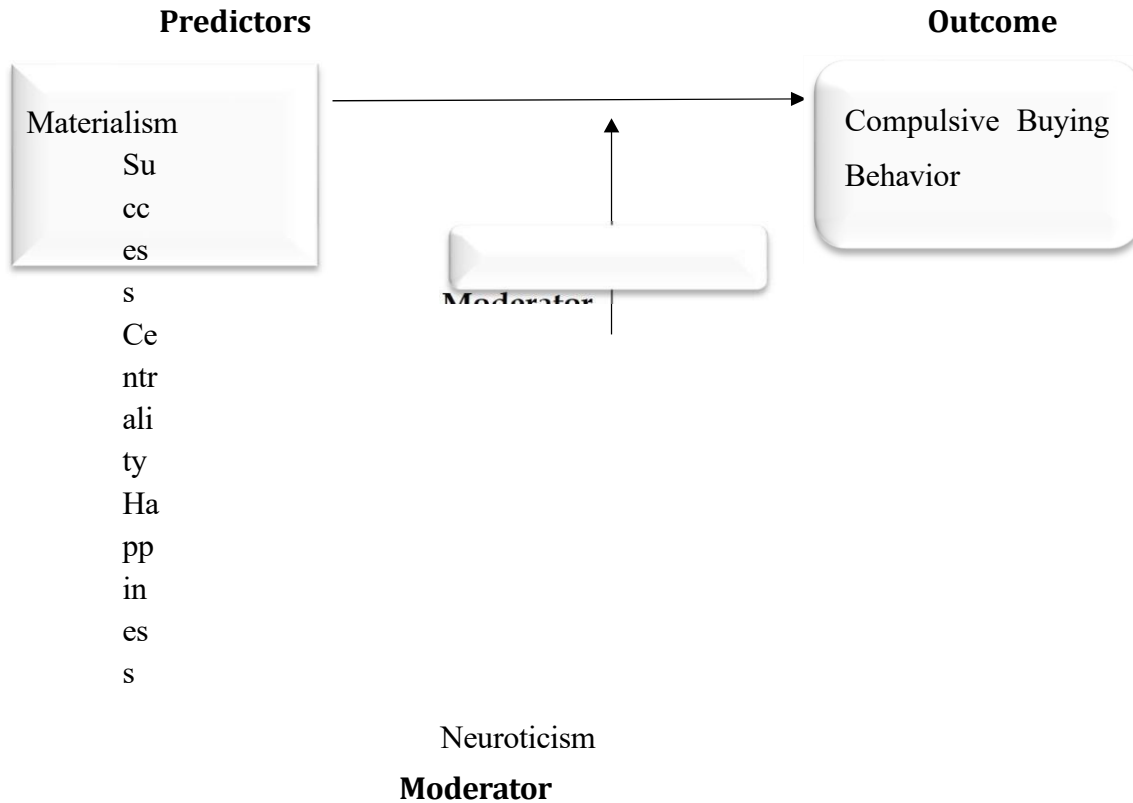 Predictors
Outcome
Materialism
Su
cc
es
s
Ce
ntr
ali
ty
Ha
pp
in
es
s
Compulsive Buying
Behavior
Moderator
Neuroticism
Moderator